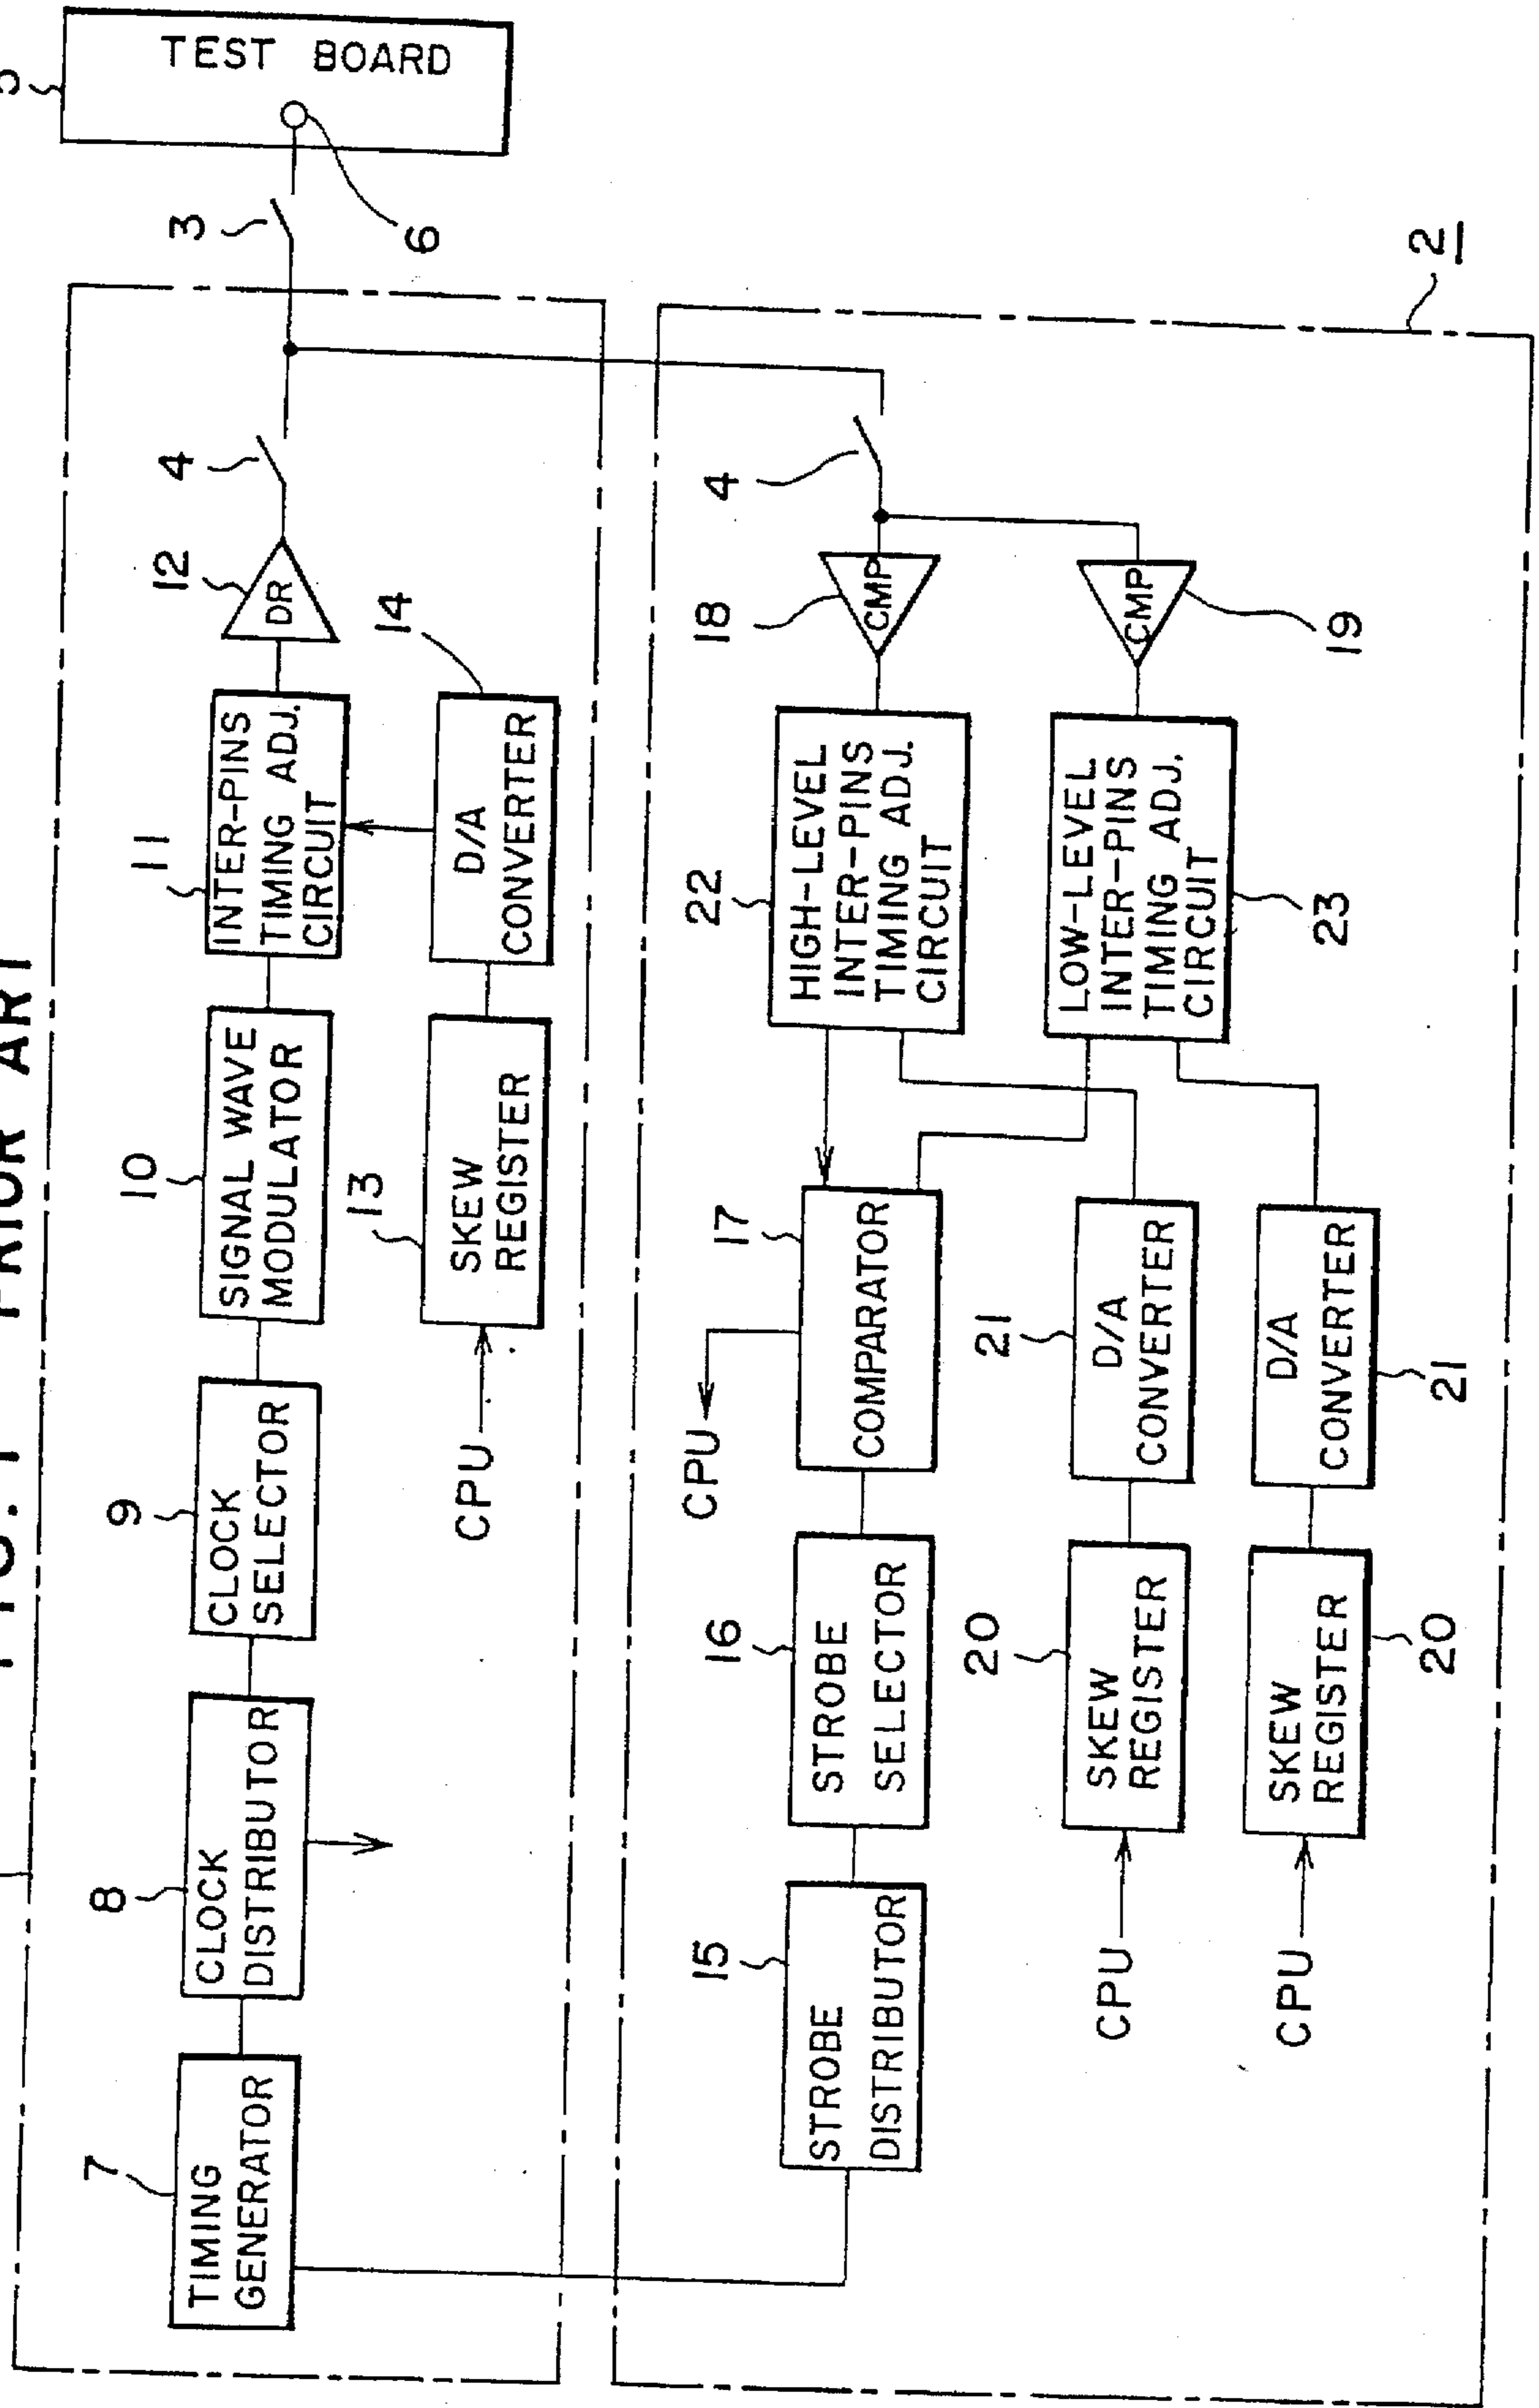 FIG. 1 PRIOR ART
TEST BOARD
3
6
4
12
DR
11
INTER-PINS
TIMING ADJ.
CIRCUIT
14
D/A
CONVERTER
10
SIGNAL WAVE
MODULATOR
13
SKEW
REGISTER
CPU
9
CLOCK
SELECTOR
8
CLOCK
DISTRIBUTOR
7
TIMING
GENERATOR
2
4
18
CMP
CMP
19
22
HIGH-LEVEL
INTER-PINS
TIMING ADJ.
CIRCUIT
LOW-LEVEL
INTER-PINS
TIMING ADJ.
CIRCUIT
23
17
COMPARATOR
CPU
21
D/A
CONVERTER
D/A
CONVERTER
21
16
STROBE
SELECTOR
20
SKEW
REGISTER
SKEW
REGISTER
20
15
STROBE
DISTRIBUTOR
CPU
CPU